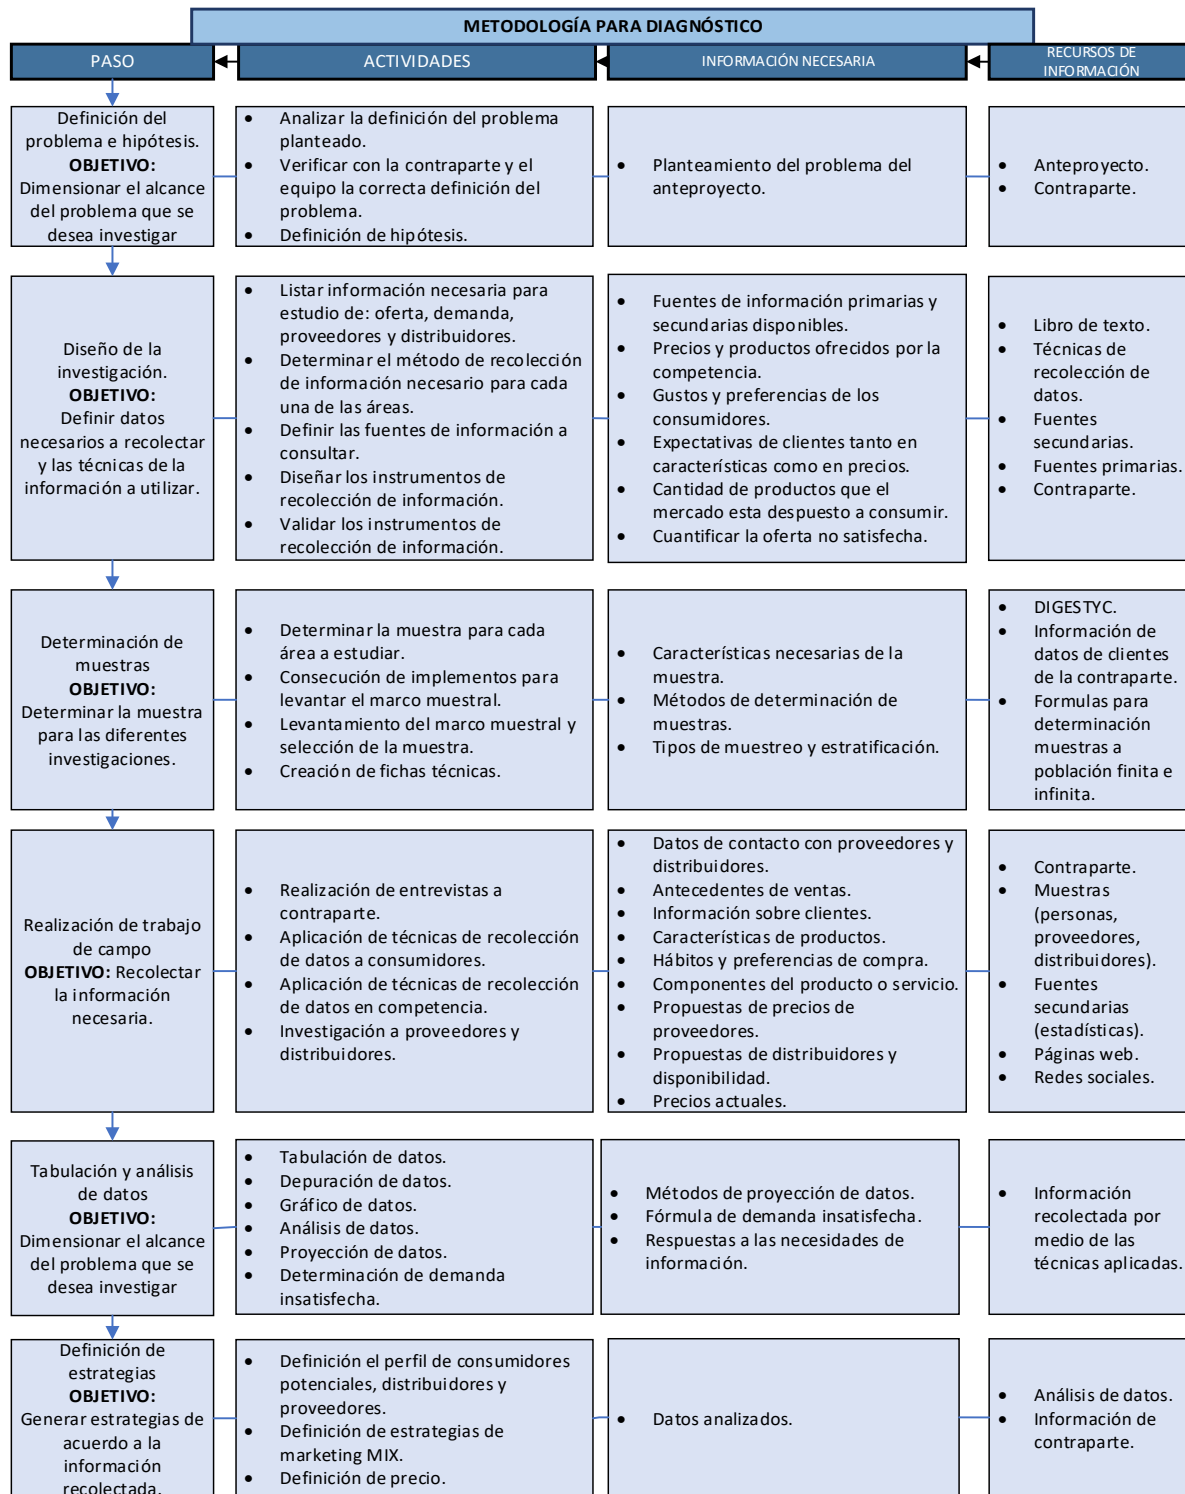 METODOLOGÍA PARA DIAGNÓSTICO
PASO
ACTIVIDADES
INFORMACIÓN NECESARIA
RECURSOS DE
INFORMACIÓN
Definición del
problema e hipótesis.
OBJETIVO:
Dimensionar el alcance
del problema que se
desea investigar
• Analizar la definición del problema
planteado.
• Verificar con la contraparte y el
equipo la correcta definición del
problema.
• Definición de hipótesis.
• Planteamiento del problema del
anteproyecto.
• Anteproyecto.
• Contraparte.
Diseño de la
investigación.
OBJETIVO:
Definir datos
necesarios a recolectar
y las técnicas de la
información a utilizar.
• Listar información necesaria para
estudio de: oferta, demanda,
proveedores y distribuidores.
• Determinar el método de recolección
de información necesario para cada
una de las áreas.
• Definir las fuentes de información a
consultar.
• Diseñar los instrumentos de
recolección de información.
• Validar los instrumentos de
recolección de información.
• Fuentes de información primarias y
secundarias disponibles.
• Precios y productos ofrecidos por la
competencia.
• Gustos y preferencias de los
consumidores.
• Expectativas de clientes tanto en
características como en precios.
• Cantidad de productos que el
mercado esta despuesto a consumir.
• Cuantificar la oferta no satisfecha.
• Libro de texto.
• Técnicas de
recolección de
datos.
• Fuentes
secundarias.
• Fuentes primarias.
• Contraparte.
Determinación de
muestras
OBJETIVO:
Determinar la muestra
para las diferentes
investigaciones.
• Determinar la muestra para cada
área a estudiar.
• Consecución de implementos para
levantar el marco muestral.
• Levantamiento del marco muestral y
selección de la muestra.
• Creación de fichas técnicas.
• Características necesarias de la
muestra.
• Métodos de determinación de
muestras.
• Tipos de muestreo y estratificación.
• DIGESTYC.
• Información de
datos de clientes
de la contraparte.
• Formulas para
determinación
muestras a
población finita e
infinita.
Realización de trabajo
de campo
OBJETIVO: Recolectar
la información
necesaria.
• Realización de entrevistas a
contraparte.
• Aplicación de técnicas de recolección
de datos a consumidores.
• Aplicación de técnicas de recolección
de datos en competencia.
• Investigación a proveedores y
distribuidores.
• Datos de contacto con proveedores y
distribuidores.
• Antecedentes de ventas.
• Información sobre clientes.
• Características de productos.
• Hábitos y preferencias de compra.
• Componentes del producto o servicio.
• Propuestas de precios de
proveedores.
• Propuestas de distribuidores y
disponibilidad.
• Precios actuales.
• Contraparte.
• Muestras
(personas,
proveedores,
distribuidores).
• Fuentes
secundarias
(estadísticas).
• Páginas web.
• Redes sociales.
Tabulación y análisis
de datos
OBJETIVO:
Dimensionar el alcance
del problema que se
desea investigar
• Tabulación de datos.
• Depuración de datos.
• Gráfico de datos.
• Análisis de datos.
• Proyección de datos.
• Determinación de demanda
insatisfecha.
• Métodos de proyección de datos.
• Fórmula de demanda insatisfecha.
• Respuestas a las necesidades de
información.
• Información
recolectada por
medio de las
técnicas aplicadas.
Definición de
estrategias
OBJETIVO:
Generar estrategias de
acuerdo a la
información
recolectada.
• Definición el perfil de consumidores
potenciales, distribuidores y
proveedores.
• Definición de estrategias de
marketing MIX.
• Definición de precio.
• Datos analizados.
• Análisis de datos.
• Información de
contraparte.